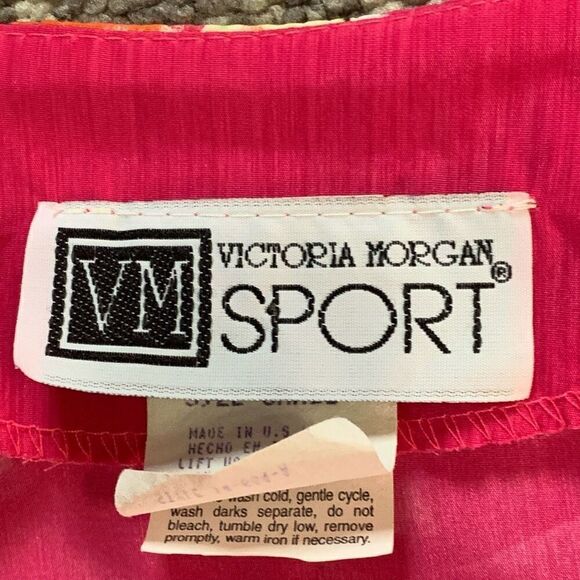 VM
VICTORIA MORGAN
SPORT®
MADE IN U.S
HECHO EN
LIFT
wash cold, gentle cycle,
wash darks separate, do not
bleach, tumble dry low, remove
promptly, warm iron if necessary.